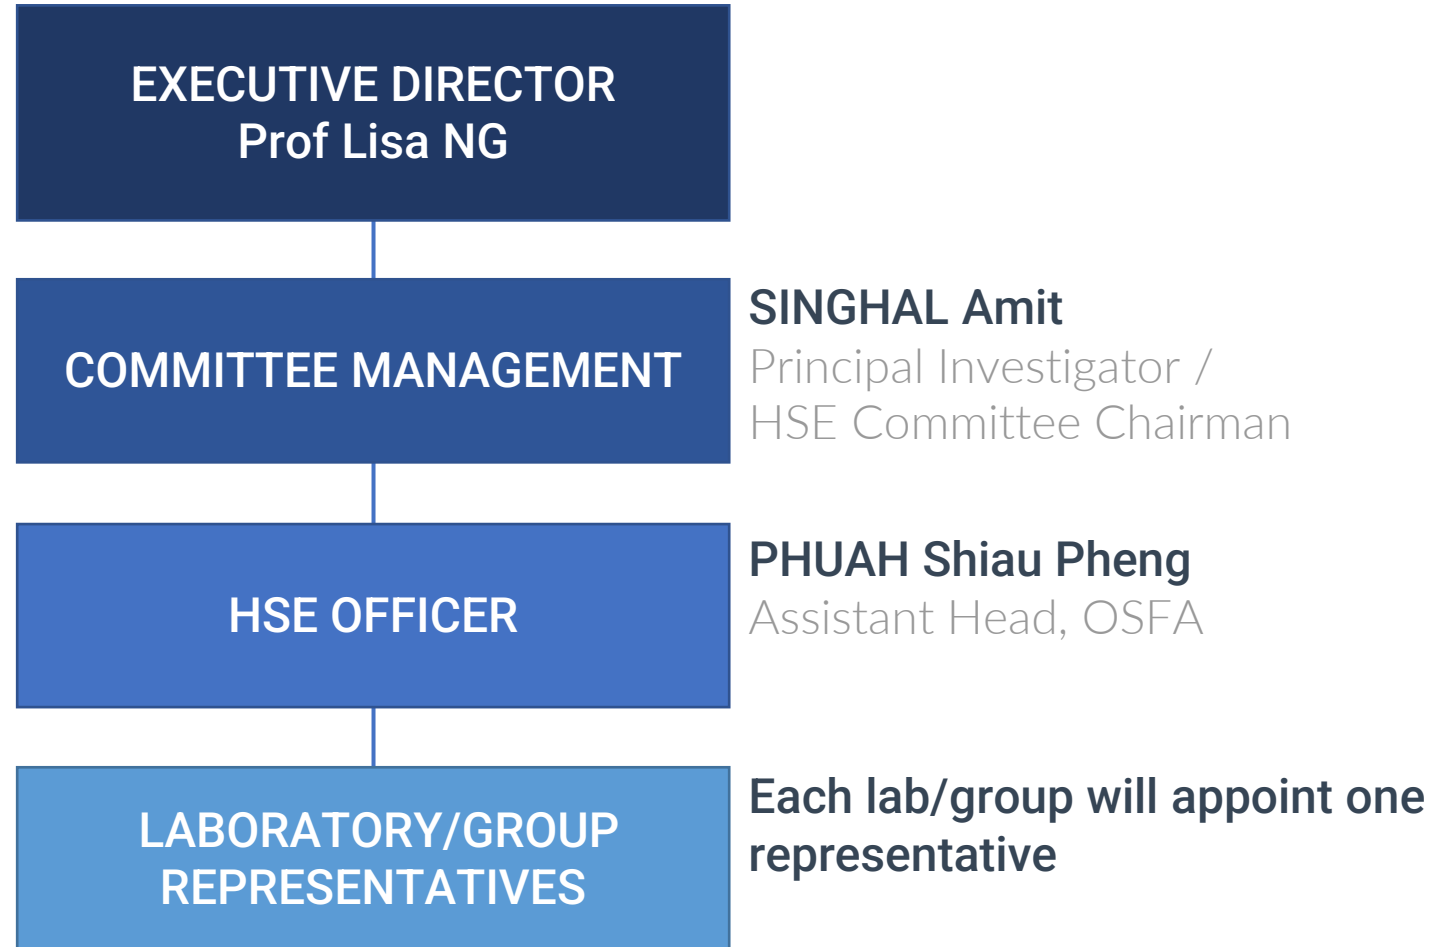 EXECUTIVE DIRECTOR
Prof Lisa NG
COMMITTEE MANAGEMENT
SINGHAL Amit
Principal Investigator /
HSE Committee Chairman
HSE OFFICER
PHUAH Shiau Pheng
Assistant Head, OSFA
LABORATORY/GROUP
REPRESENTATIVES
Each lab/group will appoint one
representative